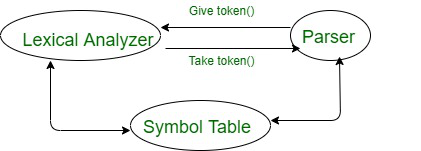 Give token()
Lexical Analyzer
Parser
Take token()
Symbol Table